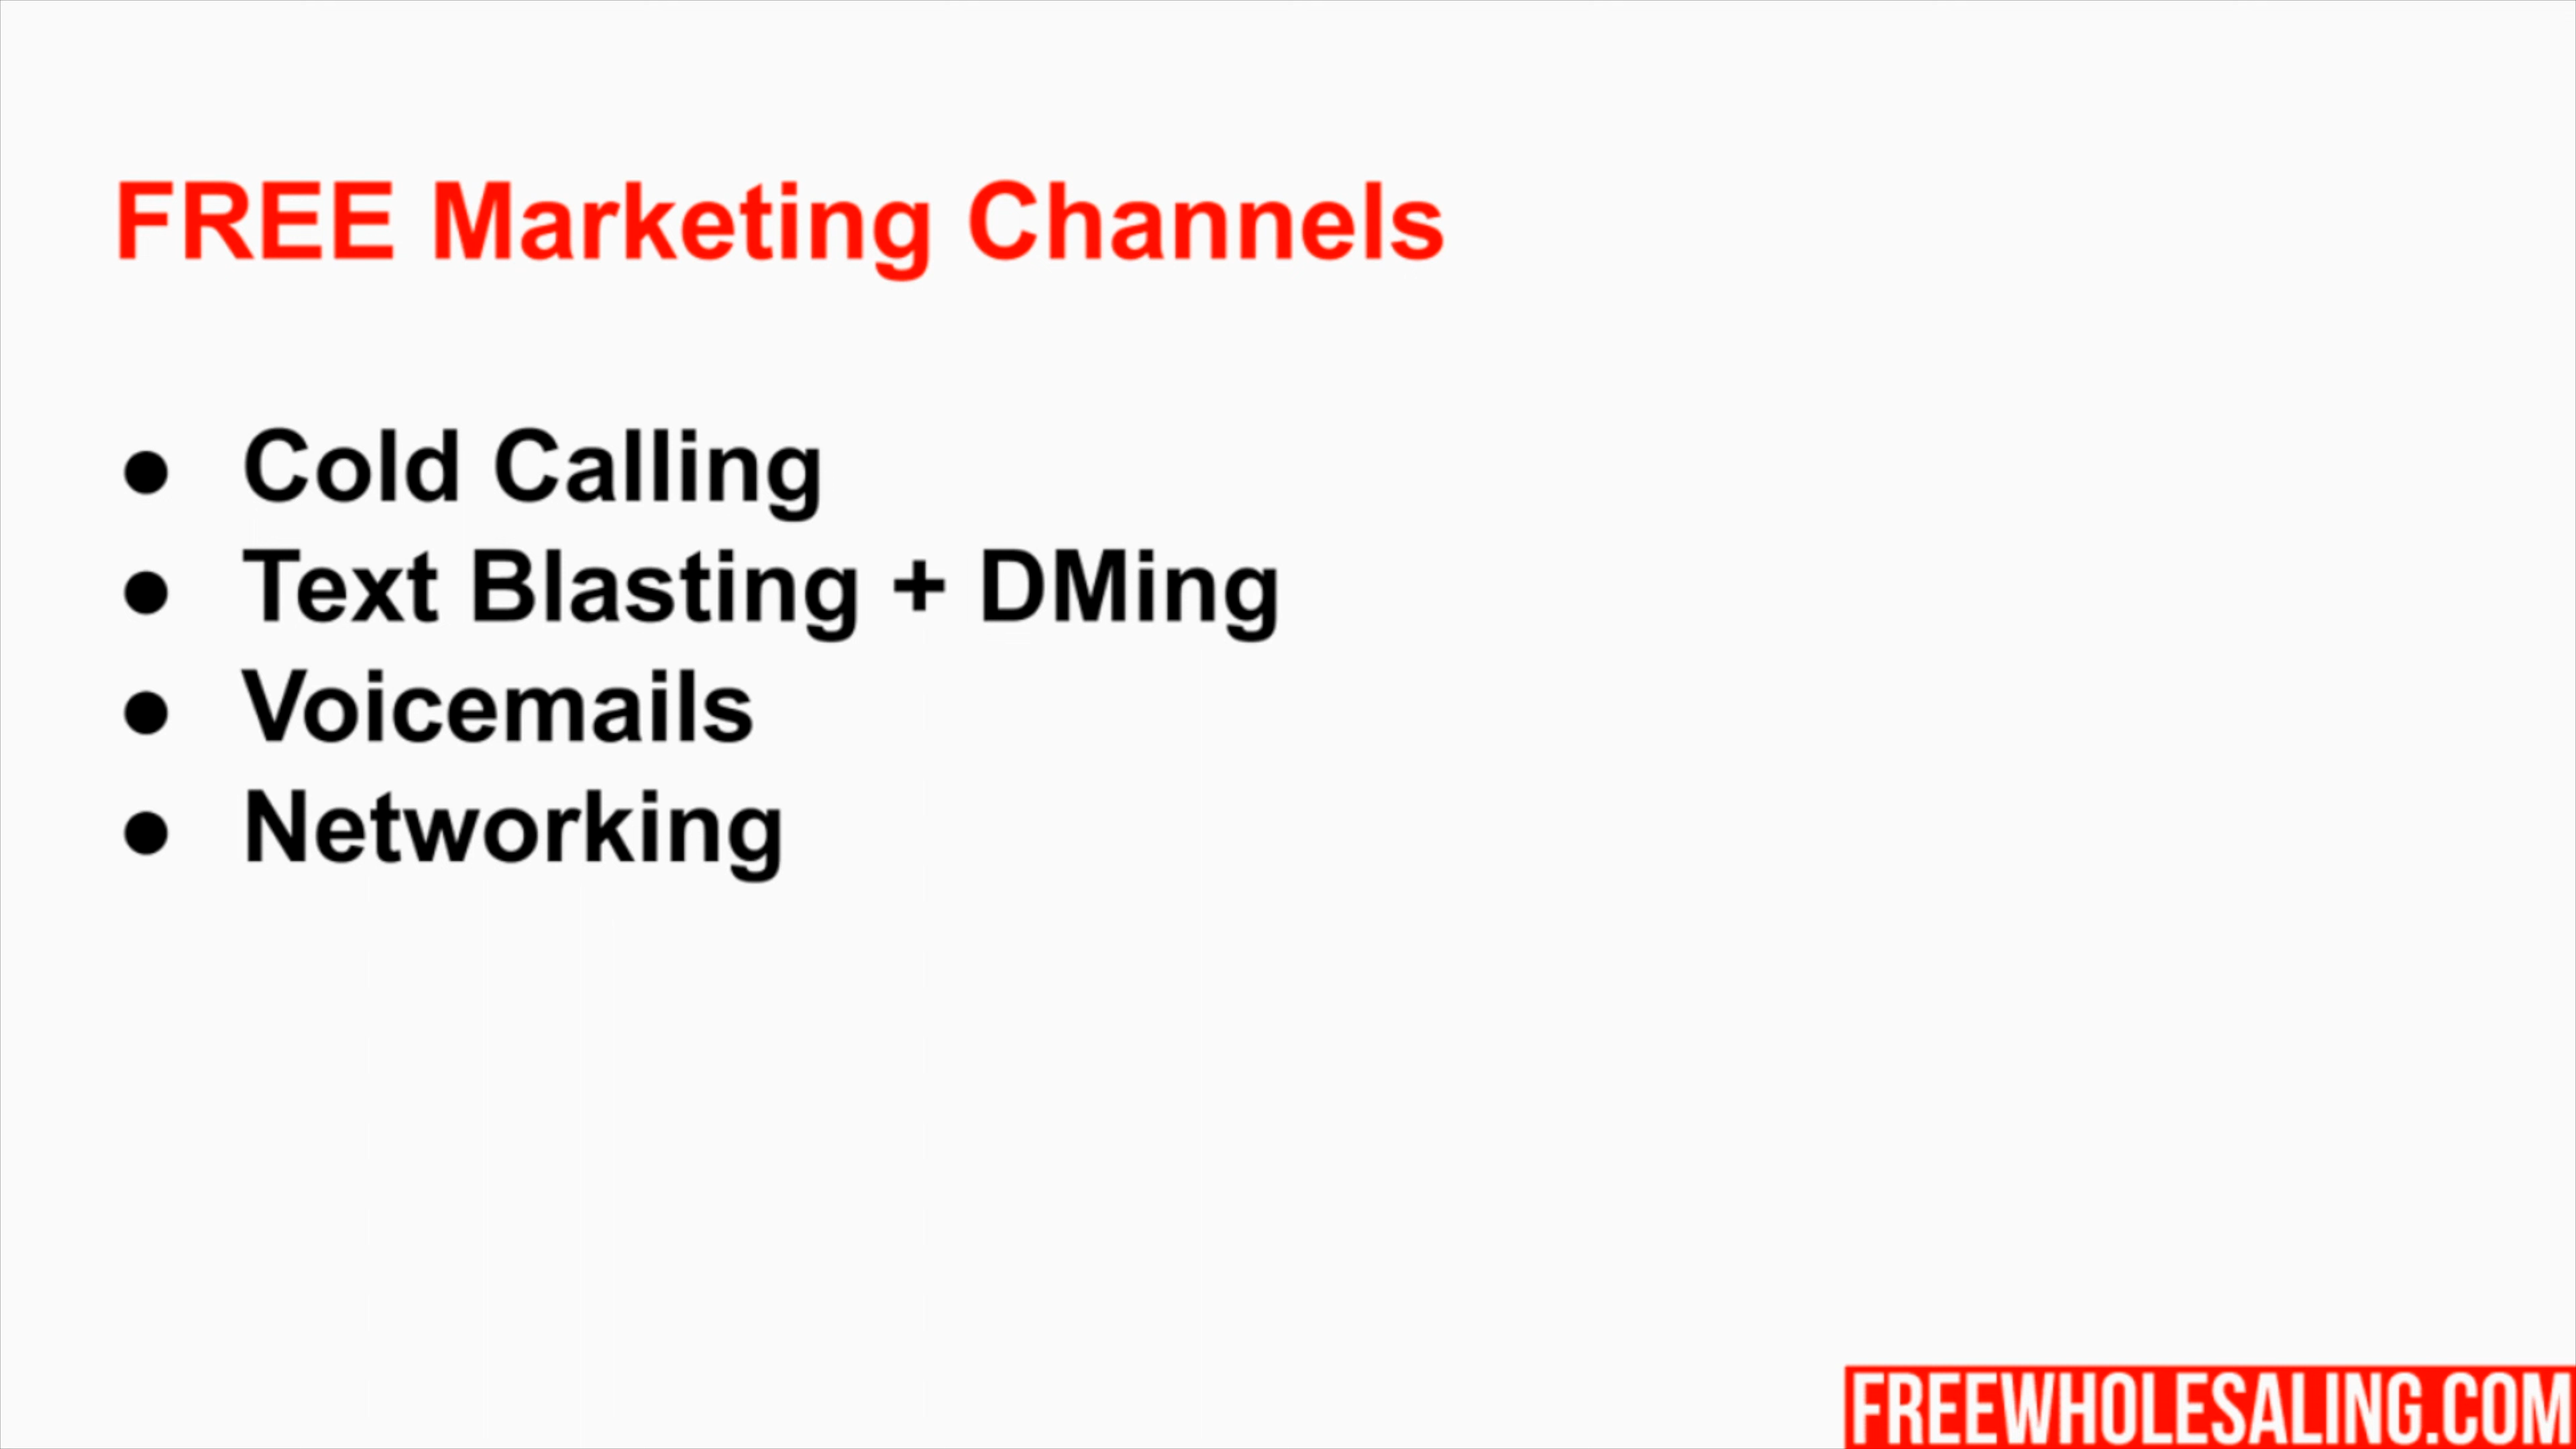 FREE Marketing Channels
● Cold Calling
● Text Blasting + DMing
● Voicemails
● Networking
FREEWHOLESALING.COM